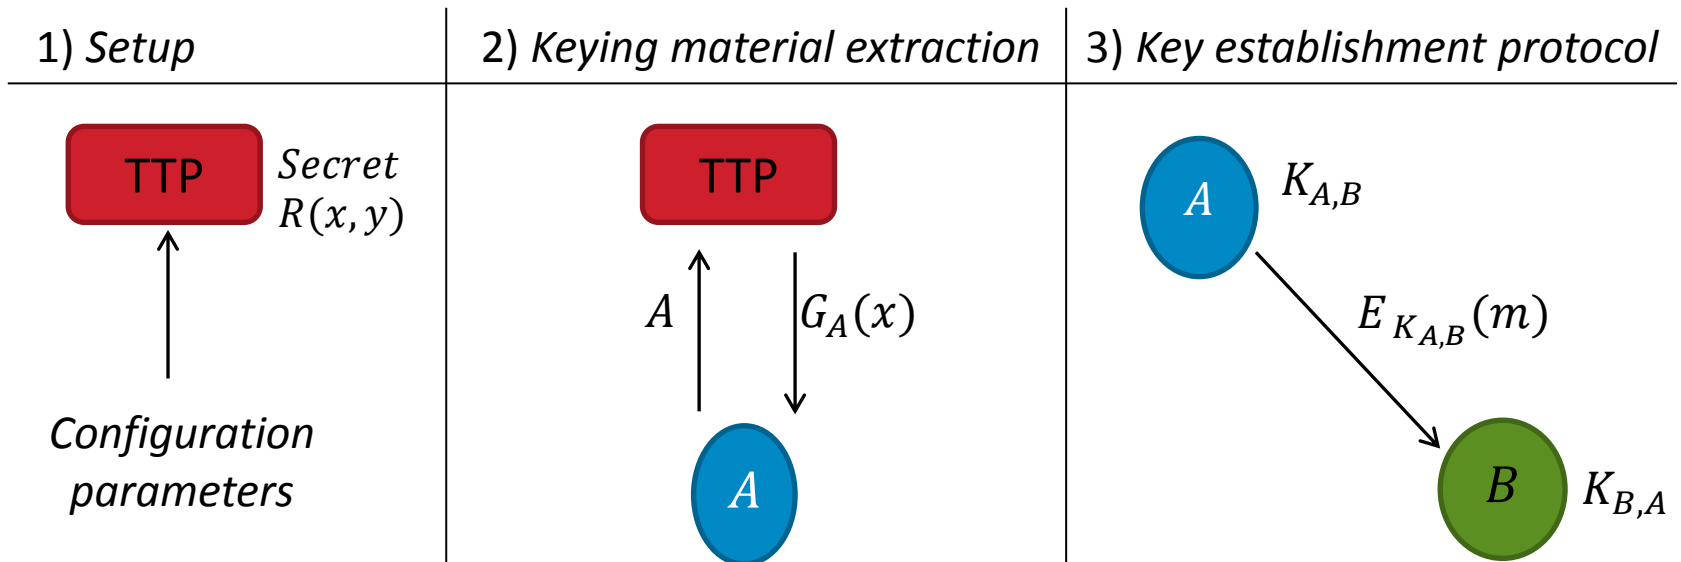 1) Setup
TTP
Secret
R(x, y)
Configuration
parameters
2) Keying material extraction
TTP
A
G_A(x)
A
3) Key establishment protocol
A
K_{A,B}
E_{K_{A,B}}(m)
B
K_{B,A}